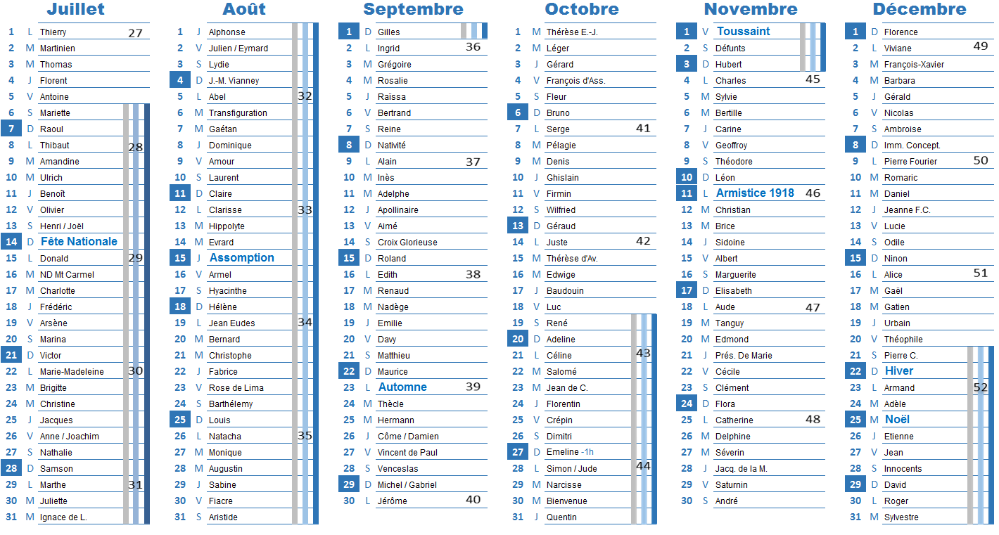 Juillet
1 L Thierry 27
2 M Martinien
3 M Thomas
4 J Florent
5 V Antoine
6 S Mariette
7 D Raoul
8 L Thibaut 28
9 M Amandine
10 M Ulrich
11 J Benoît
12 V Olivier
13 S Henri / Joël
14 D Fête Nationale
15 L Donald 29
16 M ND Mt Carmel
17 M Charlotte
18 J Frédéric
19 V Arsène
20 S Marina
21 D Victor
22 L Marie-Madeleine 30
23 M Brigitte
24 M Christine
25 J Jacques
26 V Anne / Joachim
27 S Nathalie
28 D Samson
29 L Marthe 31
30 M Juliette
31 M Ignace de L.
Août
1 J Alphonse
2 V Julien / Eymard
3 S Lydie
4 D J.-M. Vianney
5 L Abel 32
6 M Transfiguration
7 M Gaétan
8 J Dominique
9 V Amour
10 S Laurent
11 D Claire
12 L Clarisse 33
13 M Hippolyte
14 M Evrard
15 J Assomption
16 V Armel
17 S Hyacinthe
18 D Hélène
19 L Jean Eudes 34
20 M Bernard
21 M Christophe
22 J Fabrice
23 V Rose de Lima
24 S Barthélemy
25 D Louis
26 L Natacha 35
27 M Monique
28 M Augustin
29 J Sabine
30 V Fiacre
31 S Aristide
Septembre
1 D Gilles
2 L Ingrid 36
3 M Grégoire
4 M Rosalie
5 J Raïssa
6 V Bertrand
7 S Reine
8 D Nativité
9 L Alain 37
10 M Inès
11 M Adelphe
12 J Apollinaire
13 V Aimé
14 S Croix Glorieuse
15 D Roland
16 L Edith 38
17 M Renaud
18 M Nadège
19 J Emilie
20 V Davy
21 S Matthieu
22 D Maurice
23 L Automne 39
24 M Thècle
25 M Hermann
26 J Côme / Damien
27 V Vincent de Paul
28 S Venceslas
29 D Michel / Gabriel
30 L Jérôme 40
Octobre
1 M Thérèse E.-J.
2 M Léger
3 J Gérard
4 V François d'Ass.
5 S Fleur
6 D Bruno
7 L Serge 41
8 M Pélagie
9 M Denis
10 J Ghislain
11 V Firmin
12 S Wilfried
13 D Géraud
14 L Juste 42
15 M Thérèse d'Av.
16 M Edwige
17 J Baudouin
18 V Luc
19 S René
20 D Adeline
21 L Céline 43
22 M Salomé
23 M Jean de C.
24 J Florentin
25 V Crépin
26 S Dimitri
27 D Emeline -1h
28 L Simon / Jude 44
29 M Narcisse
30 M Bienvenue
31 J Quentin
Novembre
1 V Toussaint
2 S Défunts
3 D Hubert
4 L Charles 45
5 M Sylvie
6 M Bertille
7 J Carine
8 V Geoffroy
9 S Théodore
10 D Léon
11 L Armistice 1918 46
12 M Christian
13 M Brice
14 J Sidoine
15 V Albert
16 S Marguerite
17 D Elisabeth
18 L Aude 47
19 M Tanguy
20 M Edmond
21 J Prés. De Marie
22 V Cécile
23 S Clément
24 D Flora
25 L Catherine 48
26 M Delphine
27 M Séverin
28 J Jacq. de la M.
29 V Saturnin
30 S André
Décembre
1 D Florence
2 L Viviane 49
3 M François-Xavier
4 M Barbara
5 J Gérald
6 V Nicolas
7 S Ambroise
8 D Imm. Concept.
9 L Pierre Fourier 50
10 M Romaric
11 M Daniel
12 J Jeanne F.C.
13 V Lucie
14 S Odile
15 D Ninon
16 L Alice 51
17 M Gaël
18 M Gatien
19 J Urbain
20 V Théophile
21 S Pierre C.
22 D Hiver
23 L Armand 52
24 M Adèle
25 M Noël
26 J Etienne
27 V Jean
28 S Innocents
29 D David
30 L Roger
31 M Sylvestre